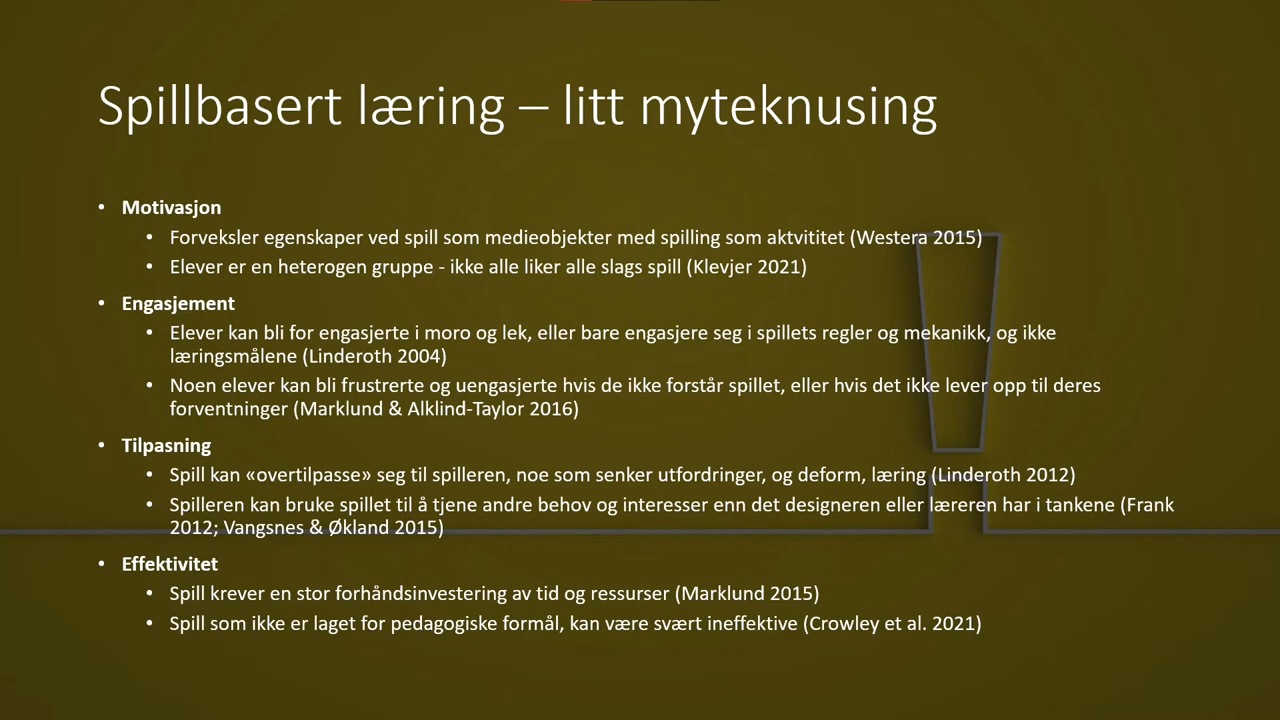 Spillbasert læring – litt myteknusing
• Motivasjon
• Forveksler egenskaper ved spill som medieobjekter med spilling som aktvititet (Westera 2015)
• Elever er en heterogen gruppe - ikke alle liker alle slags spill (Klevjer 2021)
• Engasjement
• Elever kan bli for engasjerte i moro og lek, eller bare engasjere seg i spillets regler og mekanikk, og ikke
læringsmålene (Linderoth 2004)
• Noen elever kan bli frustrerte og uengasjerte hvis de ikke forstår spillet, eller hvis det ikke lever opp til deres
forventninger (Marklund & Alklind-Taylor 2016)
• Tilpasning
• Spill kan «overtilpasse» seg til spilleren, noe som senker utfordringer, og deform, læring (Linderoth 2012)
• Spilleren kan bruke spillet til å tjene andre behov og interesser enn det designeren eller læreren har i tankene (Frank
2012; Vangsnes & Økland 2015)
• Effektivitet
• Spill krever en stor forhåndsinvestering av tid og ressurser (Marklund 2015)
• Spill som ikke er laget for pedagogiske formål, kan være svært ineffektive (Crowley et al. 2021)